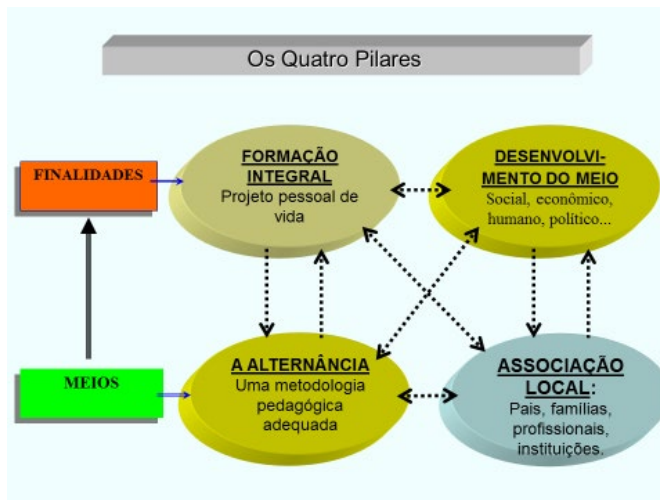 Os Quatro Pilares
FINALIDADES
FORMAÇÃO
INTEGRAL
Projeto pessoal de
vida
DESENVOLVI-
MENTO DO MEIO
Social, econômico,
humano, político...
MEIOS
A ALTERNÂNCIA
Uma metodologia
pedagógica
adequada
ASSOCIAÇÃO
LOCAL:
Pais, famílias,
profissionais,
instituições.